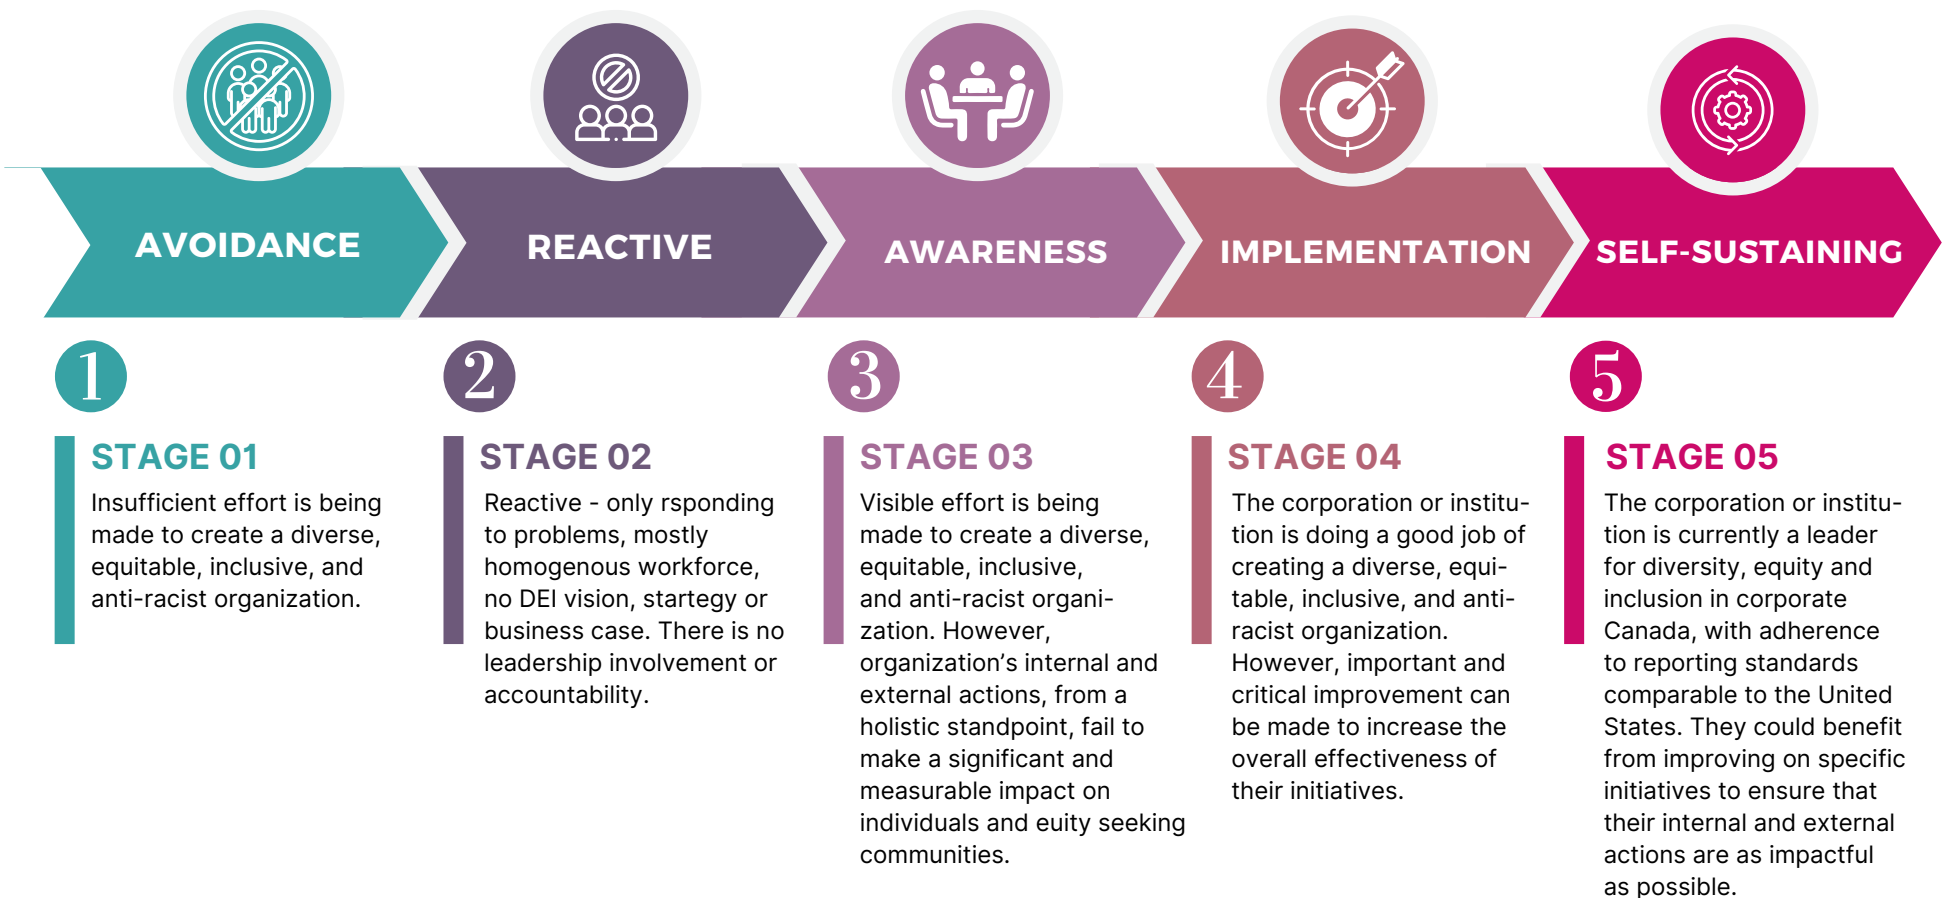 AVOIDANCE
REACTIVE
AWARENESS
IMPLEMENTATION
SELF-SUSTAINING
1
STAGE 01
Insufficient effort is being
made to create a diverse,
equitable, inclusive, and
anti-racist organization.
2
STAGE 02
Reactive - only rsponding
to problems, mostly
homogenous workforce,
no DEI vision, startegy or
business case. There is no
leadership involvement or
accountability.
3
STAGE 03
Visible effort is being
made to create a diverse,
equitable, inclusive,
and anti-racist organi-
zation. However,
organization’s internal and
external actions, from a
holistic standpoint, fail to
make a significant and
measurable impact on
individuals and euity seeking
communities.
4
STAGE 04
The corporation or institu-
tion is doing a good job of
creating a diverse, equi-
table, inclusive, and anti-
racist organization.
However, important and
critical improvement can
be made to increase the
overall effectiveness of
their initiatives.
5
STAGE 05
The corporation or institu-
tion is currently a leader
for diversity, equity and
inclusion in corporate
Canada, with adherence
to reporting standards
comparable to the United
States. They could benefit
from improving on specific
initiatives to ensure that
their internal and external
actions are as impactful
as possible.